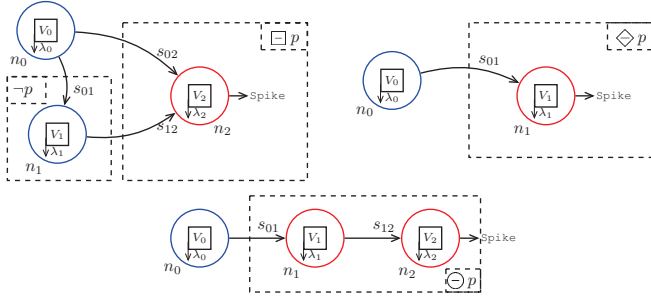 V₀
λ₀
n₀
s₀₂
⊟ p
s₀₁
¬p
V₂
λ₂
Spike
n₂
V₁
λ₁
s₁₂
n₁
⟐ p
V₀
λ₀
n₀
s₀₁
V₁
λ₁
Spike
n₁
V₀
λ₀
n₀
s₀₁
V₁
λ₁
n₁
s₁₂
V₂
λ₂
n₂
Spike
⊖ p